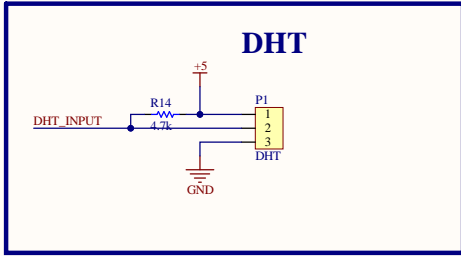 DHT
+5
R14
P1
1
DHT_INPUT
4.7k
2
3
DHT
GND